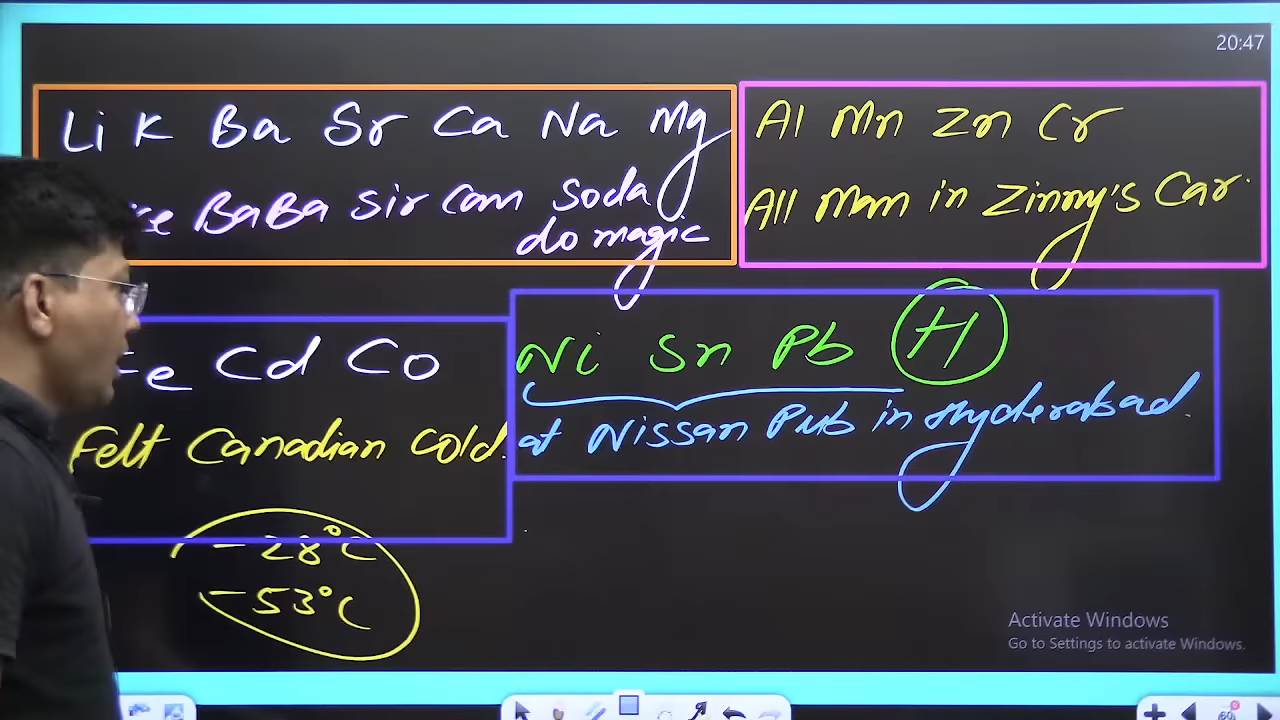 20:47
Li K Ba Sr Ca Na Mg
BaBa Sir Can Soda
do magic
Al Mn Zn Cr
All Man in Zinny's Car.
Cd Co
Felt Canadian Cold.
Ni Sn Pb H
at Nissan Pub in Hyderabad.
-28°C
-53°C
Activate Windows
Go to Settings to activate Windows.